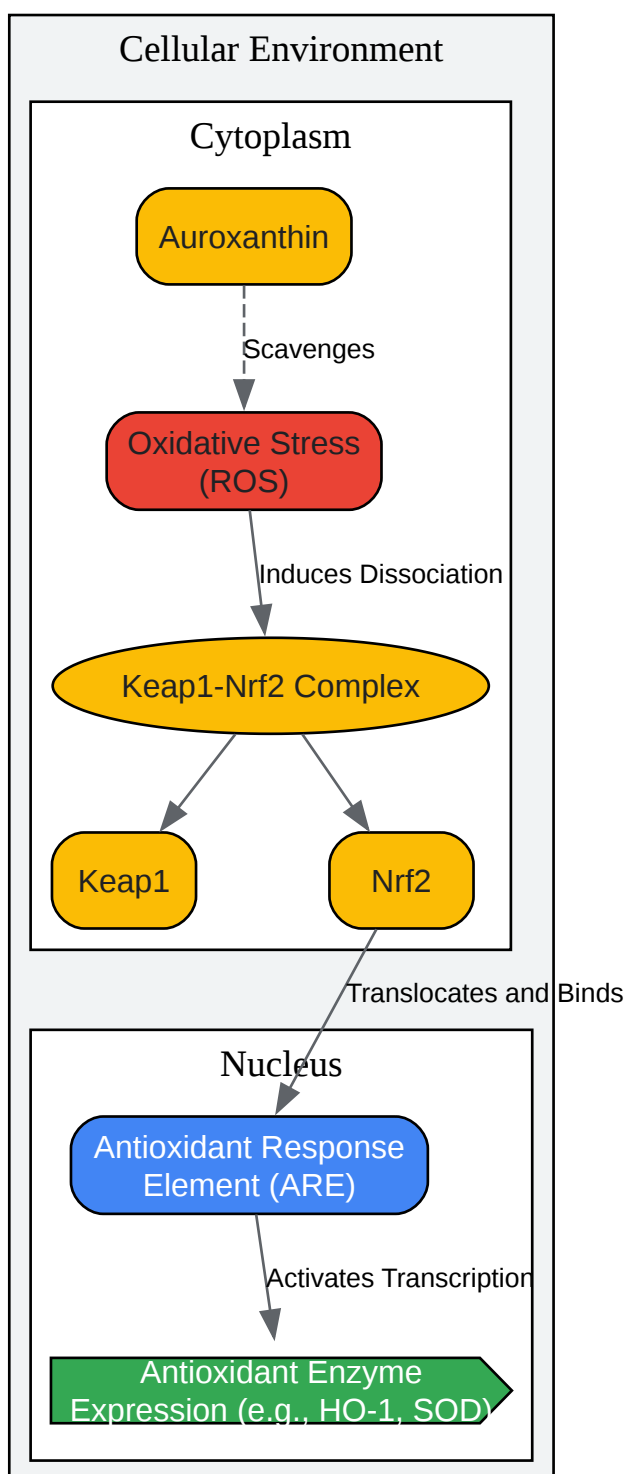 Cellular Environment
Cytoplasm
Auroxanthin
Scavenges
Oxidative Stress
(ROS)
Induces Dissociation
Keap1-Nrf2 Complex
Keap1
Nrf2
Translocates and Binds
Nucleus
Antioxidant Response
Element (ARE)
Activates Transcription
Antioxidant Enzyme
Expression (e.g., HO-1, SOD)